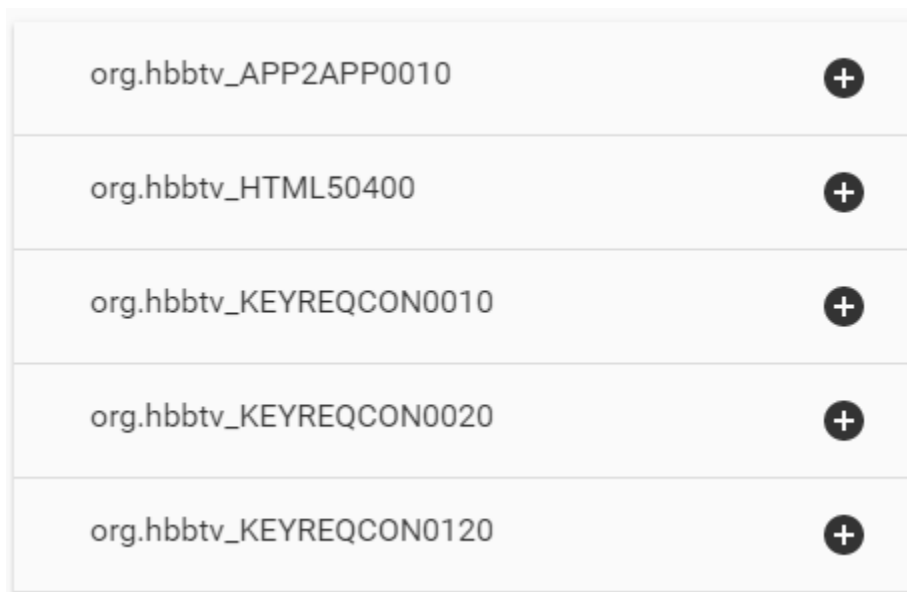 org.hbbtv_APP2APP0010
org.hbbtv_HTML50400
org.hbbtv_KEYREQCON0010
org.hbbtv_KEYREQCON0020
org.hbbtv_KEYREQCON0120